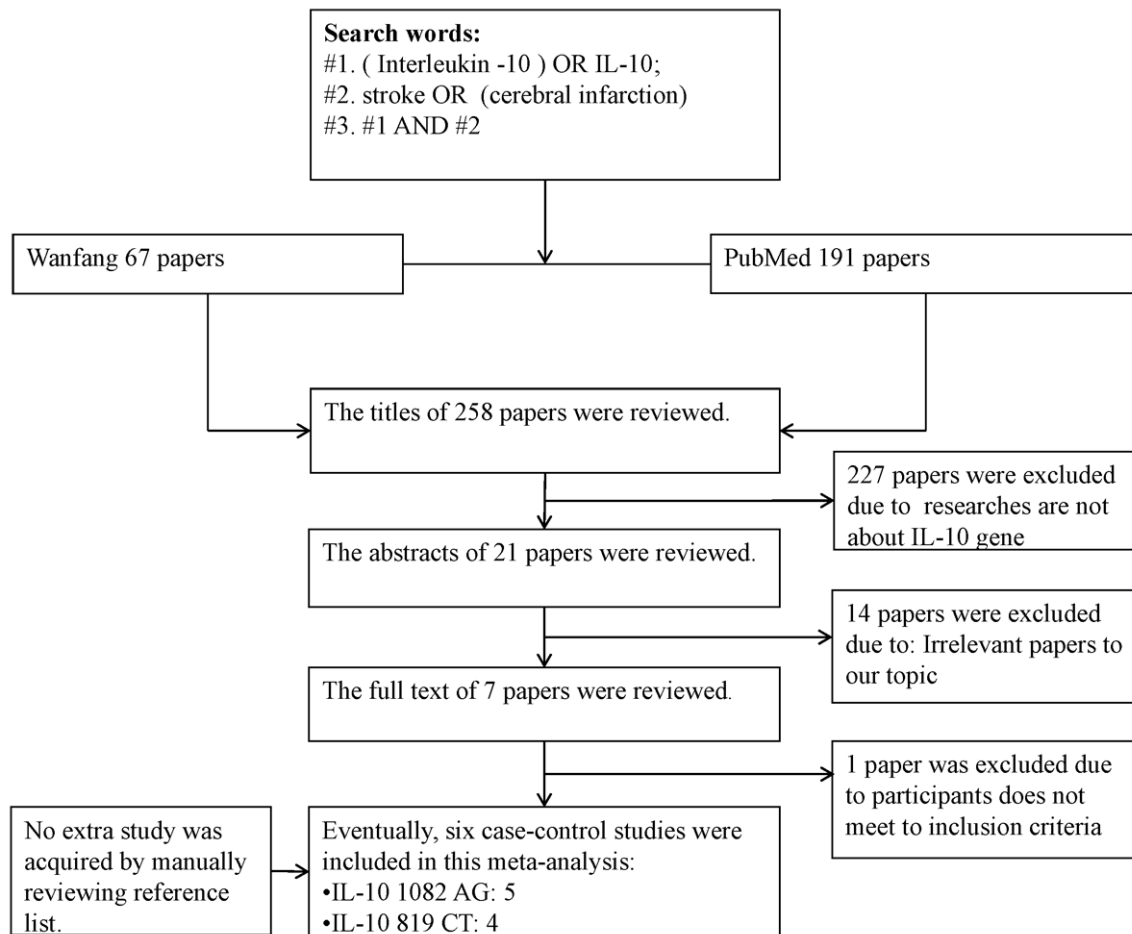 Search words:
#1. ( Interleukin -10 ) OR IL-10;
#2. stroke OR (cerebral infarction)
#3. #1 AND #2
Wanfang 67 papers
PubMed 191 papers
The titles of 258 papers were reviewed.
227 papers were excluded
due to researches are not
about IL-10 gene
The abstracts of 21 papers were reviewed.
14 papers were excluded
due to: Irrelevant papers to
our topic
The full text of 7 papers were reviewed.
1 paper was excluded due
to participants does not
meet to inclusion criteria
No extra study was
acquired by manually
reviewing reference
list.
Eventually, six case-control studies were
included in this meta-analysis:
•IL-10 1082 AG: 5
•IL-10 819 CT: 4